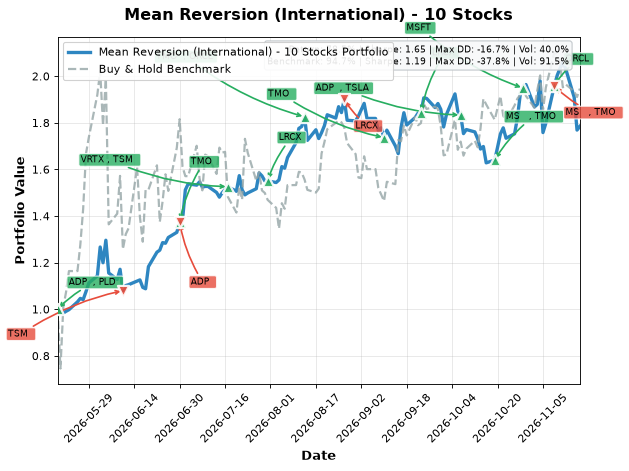 Mean Reversion (International) - 10 Stocks
MSFT
Mean Reversion (International) - 10 Stocks Portfolio
Buy & Hold Benchmark
1.65 | Max DD: -16.7% | Vol: 40.0%
Benchmark: 94.7% | Sharpe: 1.19 | Max DD: -37.8% | Vol: 91.5%
RCL
TMO
ADP , TSLA
MS , TMO
MS , TMO
LRCX
LRCX
VRTX , TSM
TMO
ADP , PLD
ADP
TSM
Portfolio Value
2.0
1.8
1.6
1.4
1.2
1.0
0.8
2026-05-29
2026-06-14
2026-06-30
2026-07-16
2026-08-01
2026-08-17
2026-09-02
2026-09-18
2026-10-04
2026-10-20
2026-11-05
Date